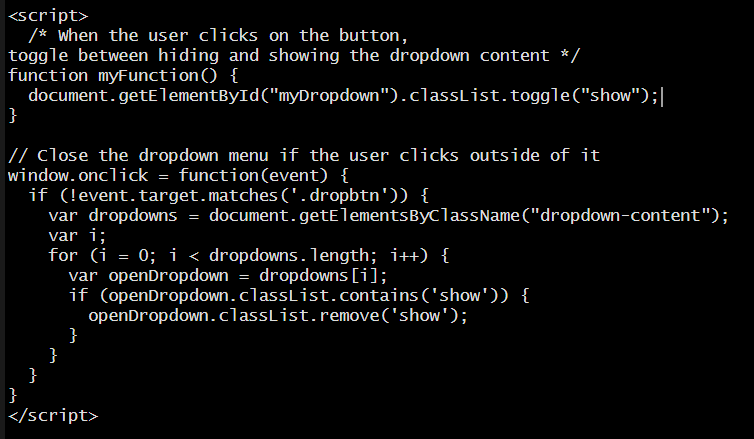 <script>
  /* When the user clicks on the button,
toggle between hiding and showing the dropdown content */
function myFunction() {
  document.getElementById("myDropdown").classList.toggle("show");
}

// Close the dropdown menu if the user clicks outside of it
window.onclick = function(event) {
  if (!event.target.matches('.dropbtn')) {
    var dropdowns = document.getElementsByClassName("dropdown-content");
    var i;
    for (i = 0; i < dropdowns.length; i++) {
      var openDropdown = dropdowns[i];
      if (openDropdown.classList.contains('show')) {
        openDropdown.classList.remove('show');
      }
    }
  }
}
</script>